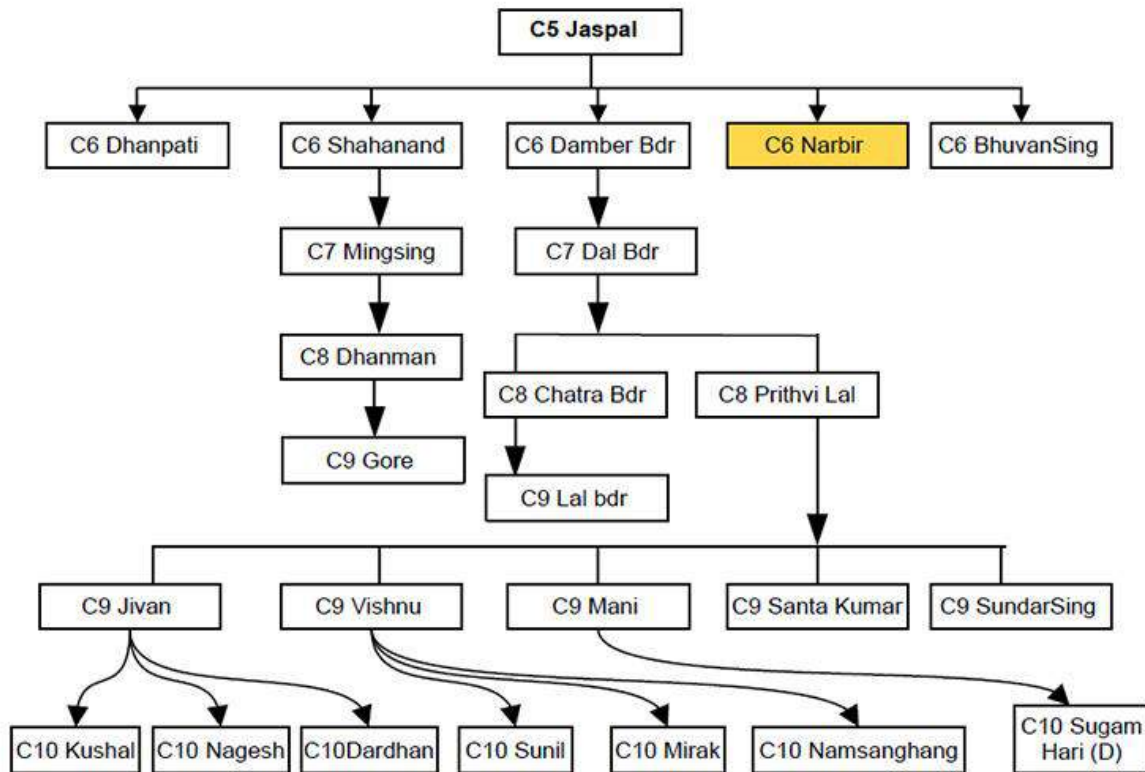 C5 Jaspal
C6 Dhanpati
C6 Shahanand
C6 Damber Bdr
C6 Narbir
C6 BhuvanSing
C7 Mingsing
C7 Dal Bdr
C8 Dhanman
C8 Chatra Bdr
C8 Prithvi Lal
C9 Gore
C9 Lal bdr
C9 Jivan
C9 Vishnu
C9 Mani
C9 Santa Kumar
C9 SundarSing
C10 Kushal
C10 Nagesh
C10Dardhan
C10 Sunil
C10 Mirak
C10 Namsanghang
C10 Sugam
Hari (D)